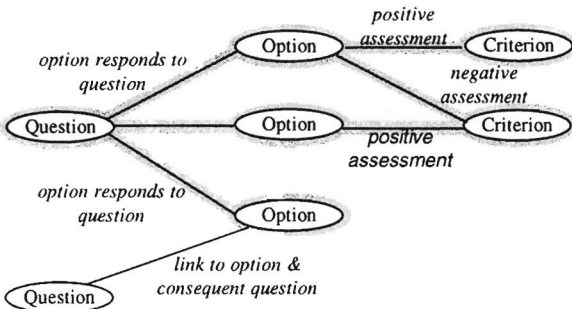 positive
Option
assessment
Criterion
option responds to
question
negative
assessment
Question
Option
positive
assessment
Criterion
option responds to
question
Option
link to option &
consequent question
Question